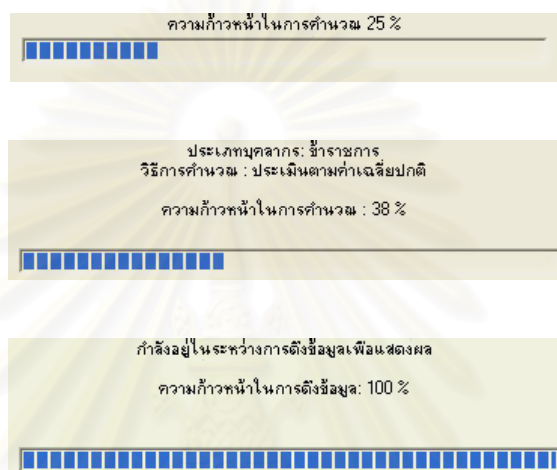 ความก้าวหน้าในการคำนวณ 25 %
ประเภทบุคลากร: ข้าราชการ
วิธีการคำนวณ : ประเมินตามค่าเฉลี่ยปกติ
ความก้าวหน้าในการคำนวณ : 38 %
กำลังอยู่ในระหว่างการดึงข้อมูลเพื่อแสดงผล
ความก้าวหน้าในการดึงข้อมูล: 100 %